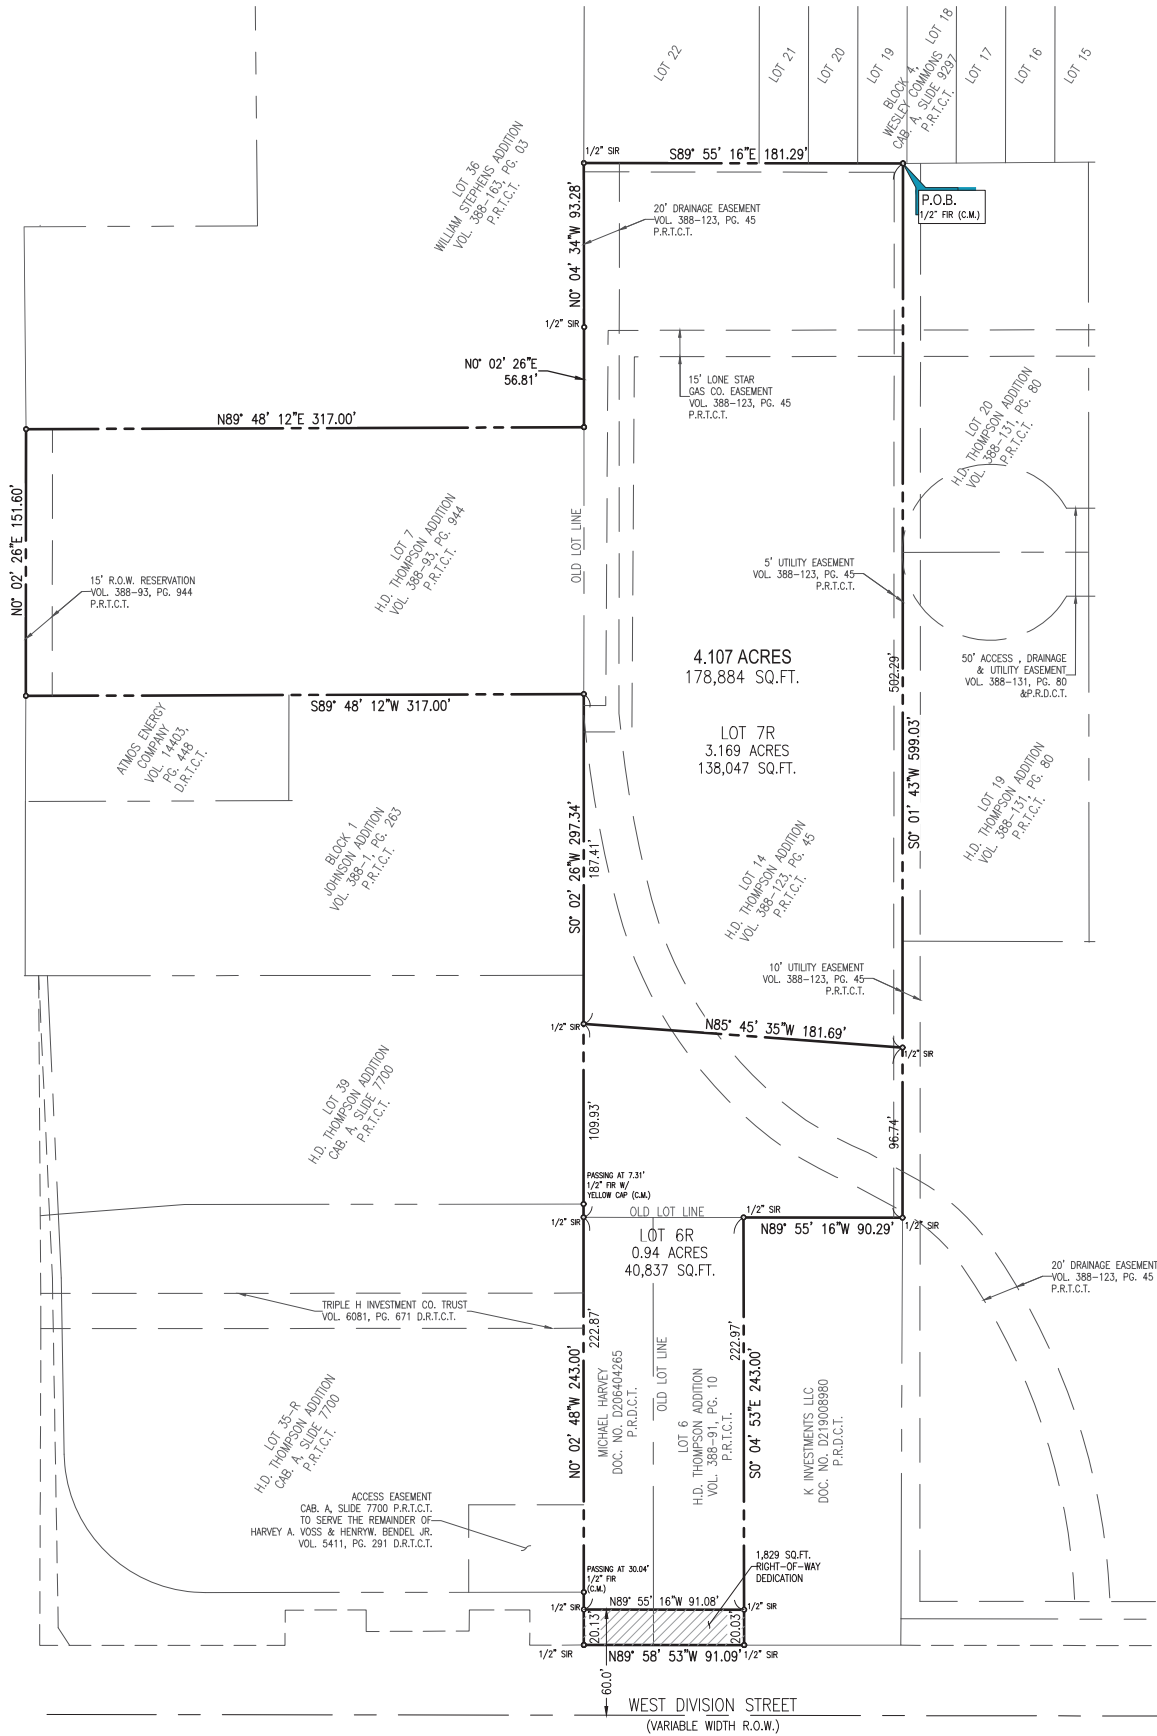 LOT 22
LOT 21
LOT 20
LOT 19
LOT 18
LOT 17
LOT 16
LOT 15
BLOCK 4,
WESLEY COMMONS
CAB. A, SLIDE 9297
P.R.T.C.T.
LOT 36
WILLIAM STEPHENS ADDITION
VOL. 388-163, PG. 03
P.R.T.C.T.
1/2" SIR
S89° 55' 16"E 181.29'
P.O.B.
1/2" FIR (C.M.)
N0° 04' 34"W 93.28'
20' DRAINAGE EASEMENT
VOL. 388-123, PG. 45
P.R.T.C.T.
1/2" SIR
N0° 02' 26"E
56.81'
15' LONE STAR
GAS CO. EASEMENT
VOL. 388-123, PG. 45
P.R.T.C.T.
LOT 20
H.D. THOMPSON ADDITION
VOL. 388-131, PG. 80
P.R.T.C.T.
N89° 48' 12"E 317.00'
N0° 02' 26"E 151.60'
LOT 7
H.D. THOMPSON ADDITION
VOL. 388-93, PG. 944
P.R.T.C.T.
OLD LOT LINE
15' R.O.W. RESERVATION
VOL. 388-93, PG. 944
P.R.T.C.T.
5' UTILITY EASEMENT
VOL. 388-123, PG. 45
P.R.T.C.T.
4.107 ACRES
178,884 SQ.FT.
502.29'
50' ACCESS , DRAINAGE
& UTILITY EASEMENT
VOL. 388-131, PG. 80
&P.R.D.C.T.
S89° 48' 12"W 317.00'
LOT 7R
3.169 ACRES
138,047 SQ.FT.
ATMOS ENERGY
COMPANY
VOL. 14403,
PG. 448
D.R.T.C.T.
S0° 01' 43"W 599.03'
LOT 19
H.D. THOMPSON ADDITION
VOL. 388-131, PG. 80
P.R.T.C.T.
BLOCK 1
JOHNSON ADDITION
VOL. 388-1, PG. 263
P.R.T.C.T.
S0° 02' 26"W 297.34'
187.41'
LOT 14
H.D. THOMPSON ADDITION
VOL. 388-123, PG. 45
P.R.T.C.T.
10' UTILITY EASEMENT
VOL. 388-123, PG. 45
P.R.T.C.T.
1/2" SIR
N85° 45' 35"W 181.69'
1/2" SIR
LOT 39
H.D. THOMPSON ADDITION
CAB. A, SLIDE 7700
P.R.T.C.T.
109.93'
96.74'
PASSING AT 7.31'
1/2" FIR W/
YELLOW CAP (C.M.)
1/2" SIR
OLD LOT LINE
1/2" SIR
N89° 55' 16"W 90.29'
1/2" SIR
LOT 6R
0.94 ACRES
40,837 SQ.FT.
20' DRAINAGE EASEMENT
VOL. 388-123, PG. 45
P.R.T.C.T.
TRIPLE H INVESTMENT CO. TRUST
VOL. 6081, PG. 671 D.R.T.C.T.
222.87'
N0° 02' 48"W 243.00'
MICHAEL HARVEY
DOC. NO. D206404265
P.R.D.C.T.
OLD LOT LINE
LOT 6
H.D. THOMPSON ADDITION
VOL. 388-91, PG. 10
P.R.T.C.T.
222.97'
S0° 04' 53"E 243.00'
K INVESTMENTS LLC
DOC. NO. D219008980
P.R.D.C.T.
LOT 35-R
H.D. THOMPSON ADDITION
CAB. A, SLIDE 7700
P.R.T.C.T.
ACCESS EASEMENT
CAB. A, SLIDE 7700 P.R.T.C.T.
TO SERVE THE REMAINDER OF
HARVEY A. VOSS & HENRYW. BENDEL JR.
VOL. 5411, PG. 291 D.R.T.C.T.
PASSING AT 30.04'
1/2" FIR
(C.M.)
1,829 SQ.FT.
RIGHT-OF-WAY
DEDICATION
1/2" SIR
N89° 55' 16"W 91.08'
1/2" SIR
20.13'
20.03'
1/2" SIR
N89° 58' 53"W 91.09'
1/2" SIR
60.0'
WEST DIVISION STREET
(VARIABLE WIDTH R.O.W.)